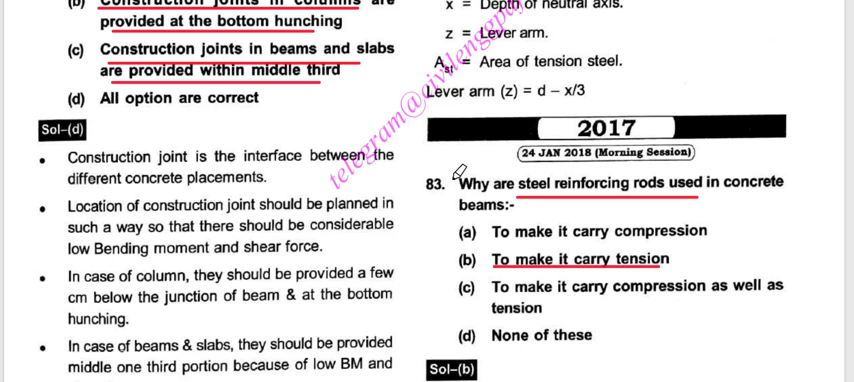 (b) Construction joints in columns are
provided at the bottom hunching
(c) Construction joints in beams and slabs
are provided within middle third
(d) All option are correct
Sol–(d)
• Construction joint is the interface between the
different concrete placements.
• Location of construction joint should be planned in
such a way so that there should be considerable
low Bending moment and shear force.
• In case of column, they should be provided a few
cm below the junction of beam & at the bottom
hunching.
• In case of beams & slabs, they should be provided
middle one third portion because of low BM and
x = Depth of neutral axis.
z = Lever arm.
Ast = Area of tension steel.
Lever arm (z) = d – x/3
2017
24 JAN 2018 (Morning Session)
83. Why are steel reinforcing rods used in concrete
beams:-
(a) To make it carry compression
(b) To make it carry tension
(c) To make it carry compression as well as
tension
(d) None of these
Sol–(b)
telegram@civilenggpaj